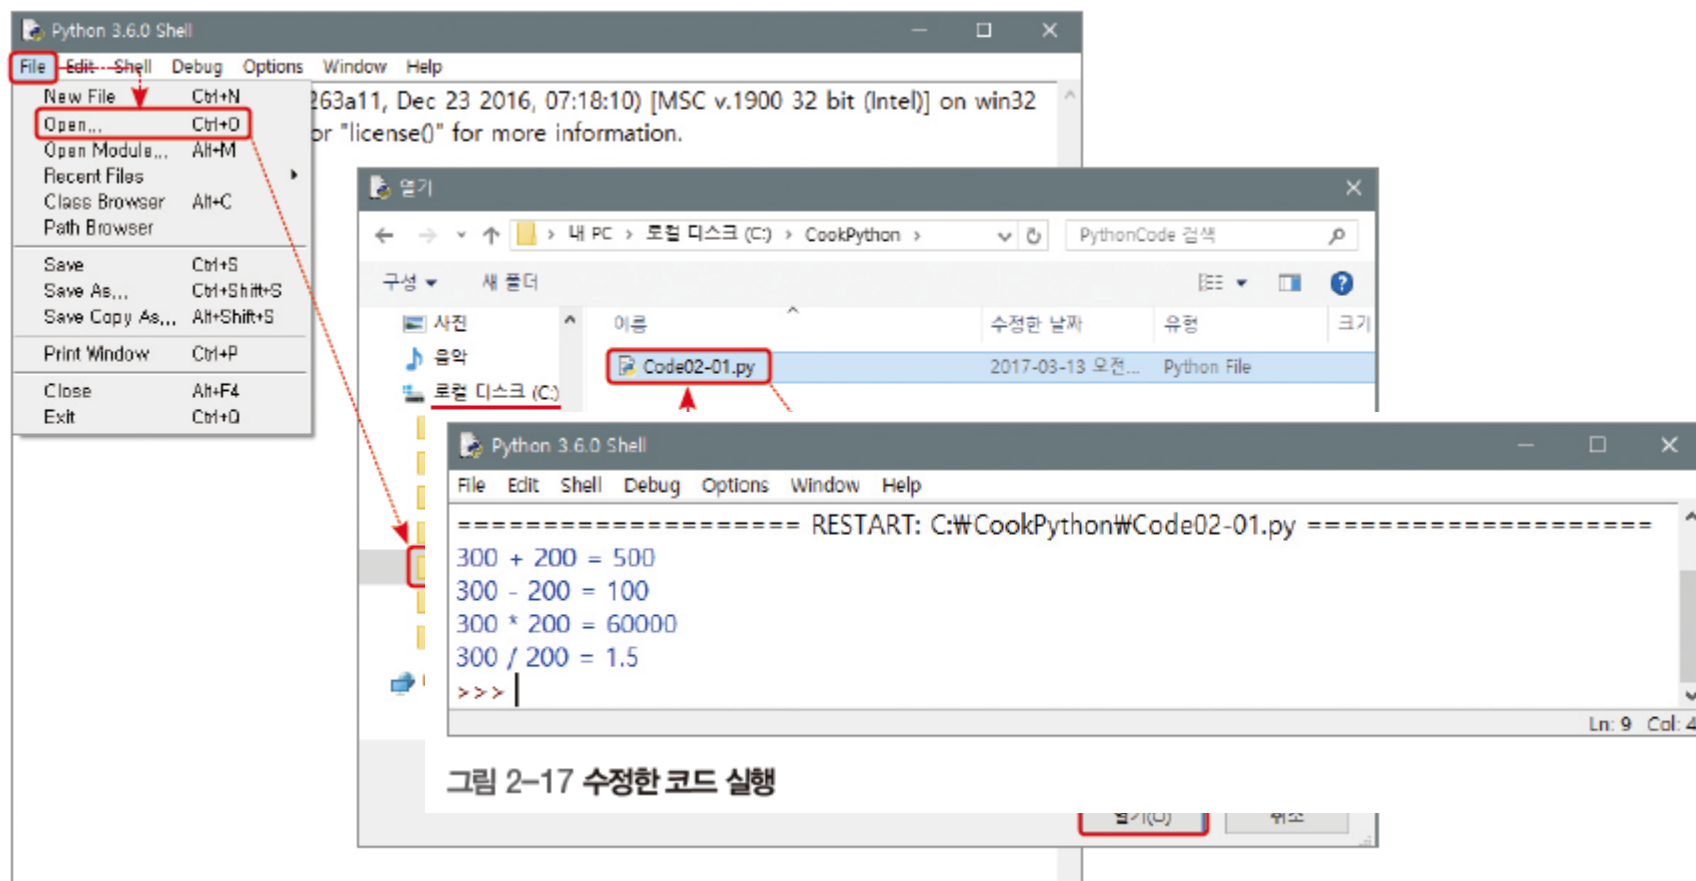 Python 3.6.0 Shell
File Edit Shell Debug Options Window Help
New File Ctrl+N
Open... Ctrl+O
Open Module... Alt+M
Recent Files
Class Browser Alt+C
Path Browser
Save Ctrl+S
Save As... Ctrl+Shift+S
Save Copy As... Alt+Shift+S
Print Window Ctrl+P
Close Alt+F4
Exit Ctrl+Q
263a11, Dec 23 2016, 07:18:10) [MSC v.1900 32 bit (Intel)] on win32
or "license()" for more information.
열기
내 PC > 로컬 디스크 (C:) > CookPython >
PythonCode 검색
구성 새 폴더
사진
음악
로컬 디스크 (C:)
이름 수정한 날짜 유형 크기
Code02-01.py 2017-03-13 오전... Python File
Python 3.6.0 Shell
File Edit Shell Debug Options Window Help
==================== RESTART: C:₩CookPython₩Code02-01.py ====================
300 + 200 = 500
300 - 200 = 100
300 * 200 = 60000
300 / 200 = 1.5
>>>
Ln: 9 Col: 4
그림 2-17 수정한 코드 실행
열기(O) 취소